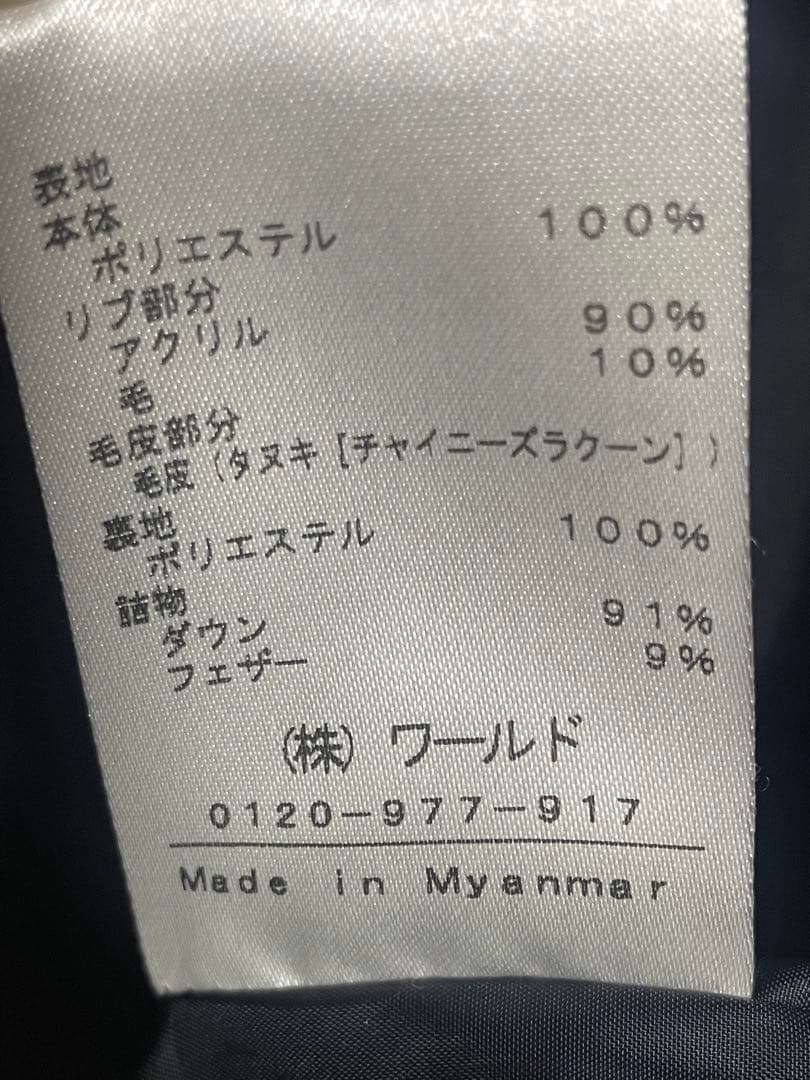 表地
本体
ポリエステル 100%
リブ部分
アクリル 90%
毛 10%
毛皮部分
毛皮(タヌキ[チャイニーズラクーン])
裏地
ポリエステル 100%
詰物
ダウン 91%
フェザー 9%
(株)ワールド
0120-977-917
Made in Myanmar